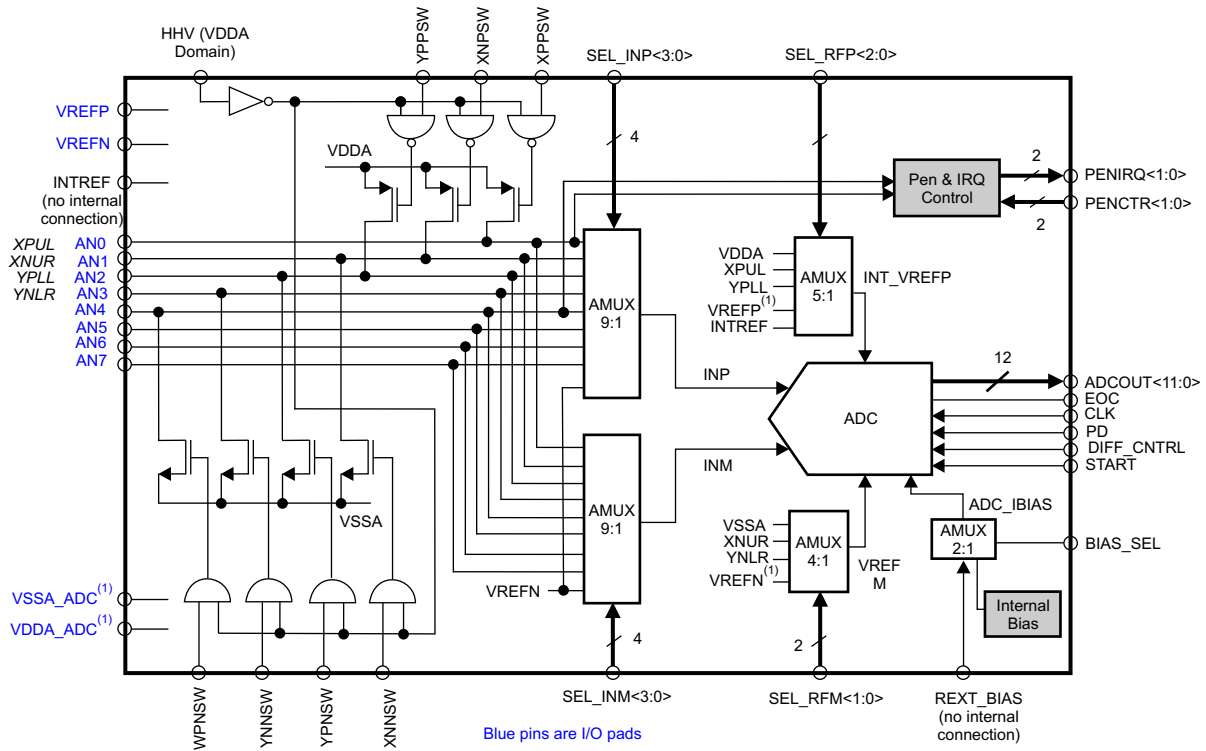 HHV (VDDA
Domain)
YPPSW
XNPSW
XPPSW
SEL_INP<3:0>
SEL_RFP<2:0>
VREFP
VREFN
INTREF
(no internal
connection)
VDDA
4
Pen & IRQ
Control
2
PENIRQ<1:0>
PENCTR<1:0>
2
XPUL AN0
XNUR AN1
YPLL AN2
YNLR AN3
AN4
AN5
AN6
AN7
AMUX
9:1
VDDA
XPUL
YPLL
VREFP(1)
INTREF
AMUX
5:1
INT_VREFP
INP
ADC
12
ADCOUT<11:0>
EOC
CLK
PD
DIFF_CNTRL
START
INM
AMUX
9:1
VSSA
VREFN
VSSA
XNUR
YNLR
VREFN(1)
AMUX
4:1
VREF
M
ADC_IBIAS
AMUX
2:1
BIAS_SEL
Internal
Bias
VSSA_ADC(1)
VDDA_ADC(1)
4
2
WPNSW
YNNSW
YPNSW
XNNSW
SEL_INM<3:0>
SEL_RFM<1:0>
REXT_BIAS
(no internal
connection)
Blue pins are I/O pads